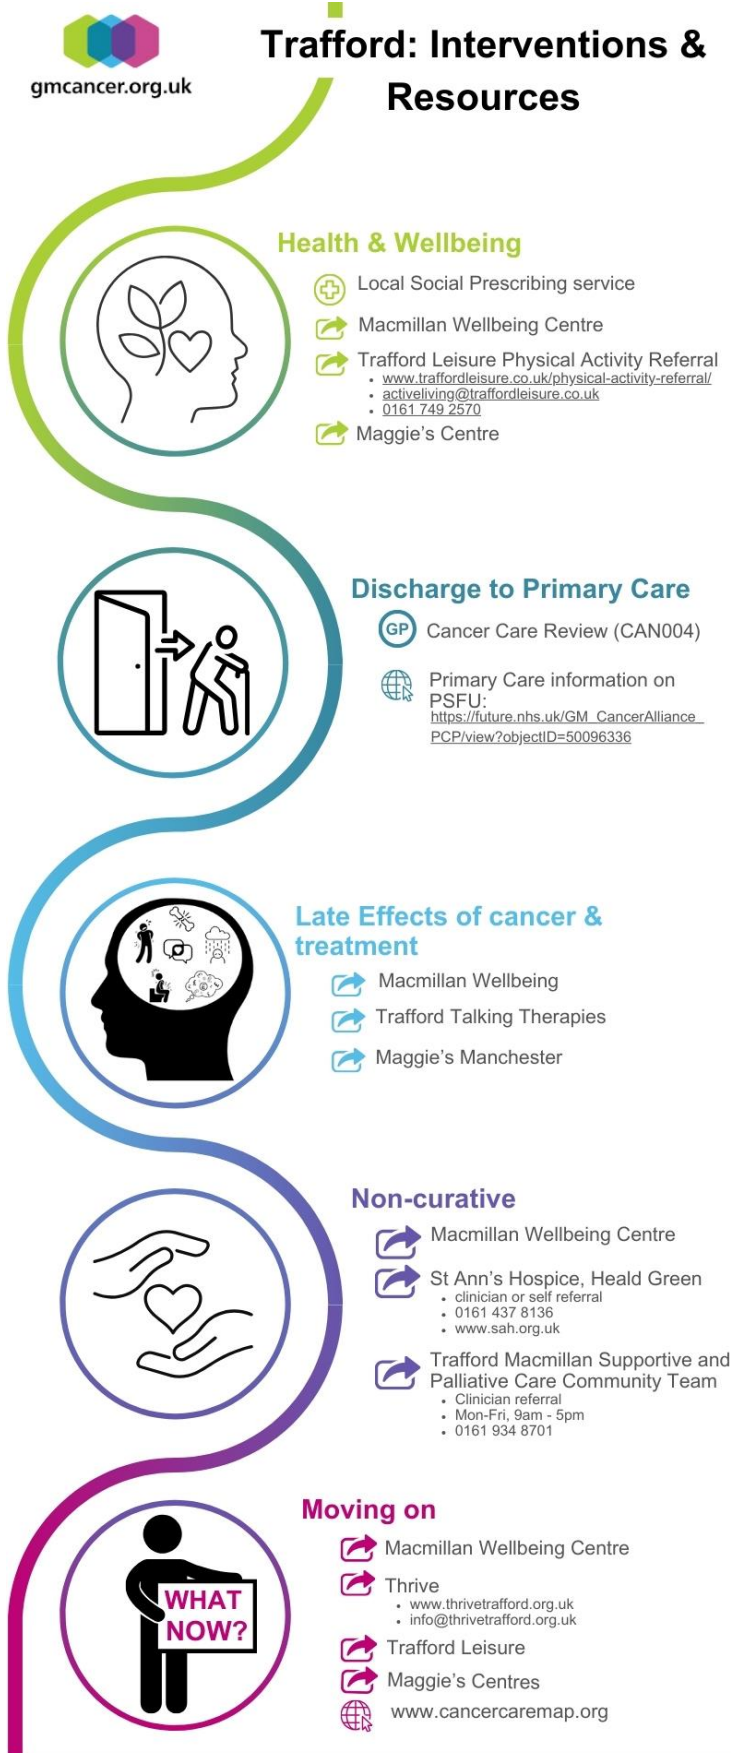 Trafford: Interventions &
Resources
gmcancer.org.uk
Health & Wellbeing
Local Social Prescribing service
Macmillan Wellbeing Centre
Trafford Leisure Physical Activity Referral
• www.traffordleisure.co.uk/physical-activity-referral/
• activeliving@traffordleisure.co.uk
• 0161 749 2570
Maggie's Centre
Discharge to Primary Care
GP Cancer Care Review (CAN004)
Primary Care information on
PSFU:
https://future.nhs.uk/GM_CancerAlliance_
PCP/view?objectID=50096336
Late Effects of cancer &
treatment
Macmillan Wellbeing
Trafford Talking Therapies
Maggie's Manchester
Non-curative
Macmillan Wellbeing Centre
St Ann's Hospice, Heald Green
• clinician or self referral
• 0161 437 8136
• www.sah.org.uk
Trafford Macmillan Supportive and
Palliative Care Community Team
• Clinician referral
• Mon-Fri, 9am - 5pm
• 0161 934 8701
Moving on
Macmillan Wellbeing Centre
Thrive
• www.thrivetrafford.org.uk
• info@thrivetrafford.org.uk
Trafford Leisure
Maggie's Centres
www.cancercaremap.org
WHAT
NOW?